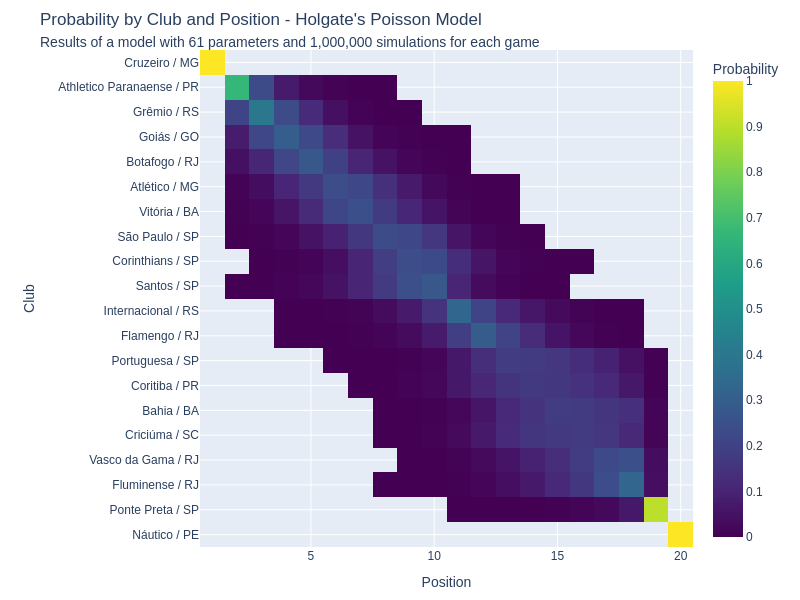 Probability by Club and Position - Holgate's Poisson Model
Results of a model with 61 parameters and 1,000,000 simulations for each game
Probability
Club
Cruzeiro / MG
Athletico Paranaense / PR
Grêmio / RS
Goiás / GO
Botafogo / RJ
Atlético / MG
Vitória / BA
São Paulo / SP
Corinthians / SP
Santos / SP
Internacional / RS
Flamengo / RJ
Portuguesa / SP
Coritiba / PR
Bahia / BA
Criciúma / SC
Vasco da Gama / RJ
Fluminense / RJ
Ponte Preta / SP
Náutico / PE
5 10 15 20
Position
1
0.9
0.8
0.7
0.6
0.5
0.4
0.3
0.2
0.1
0